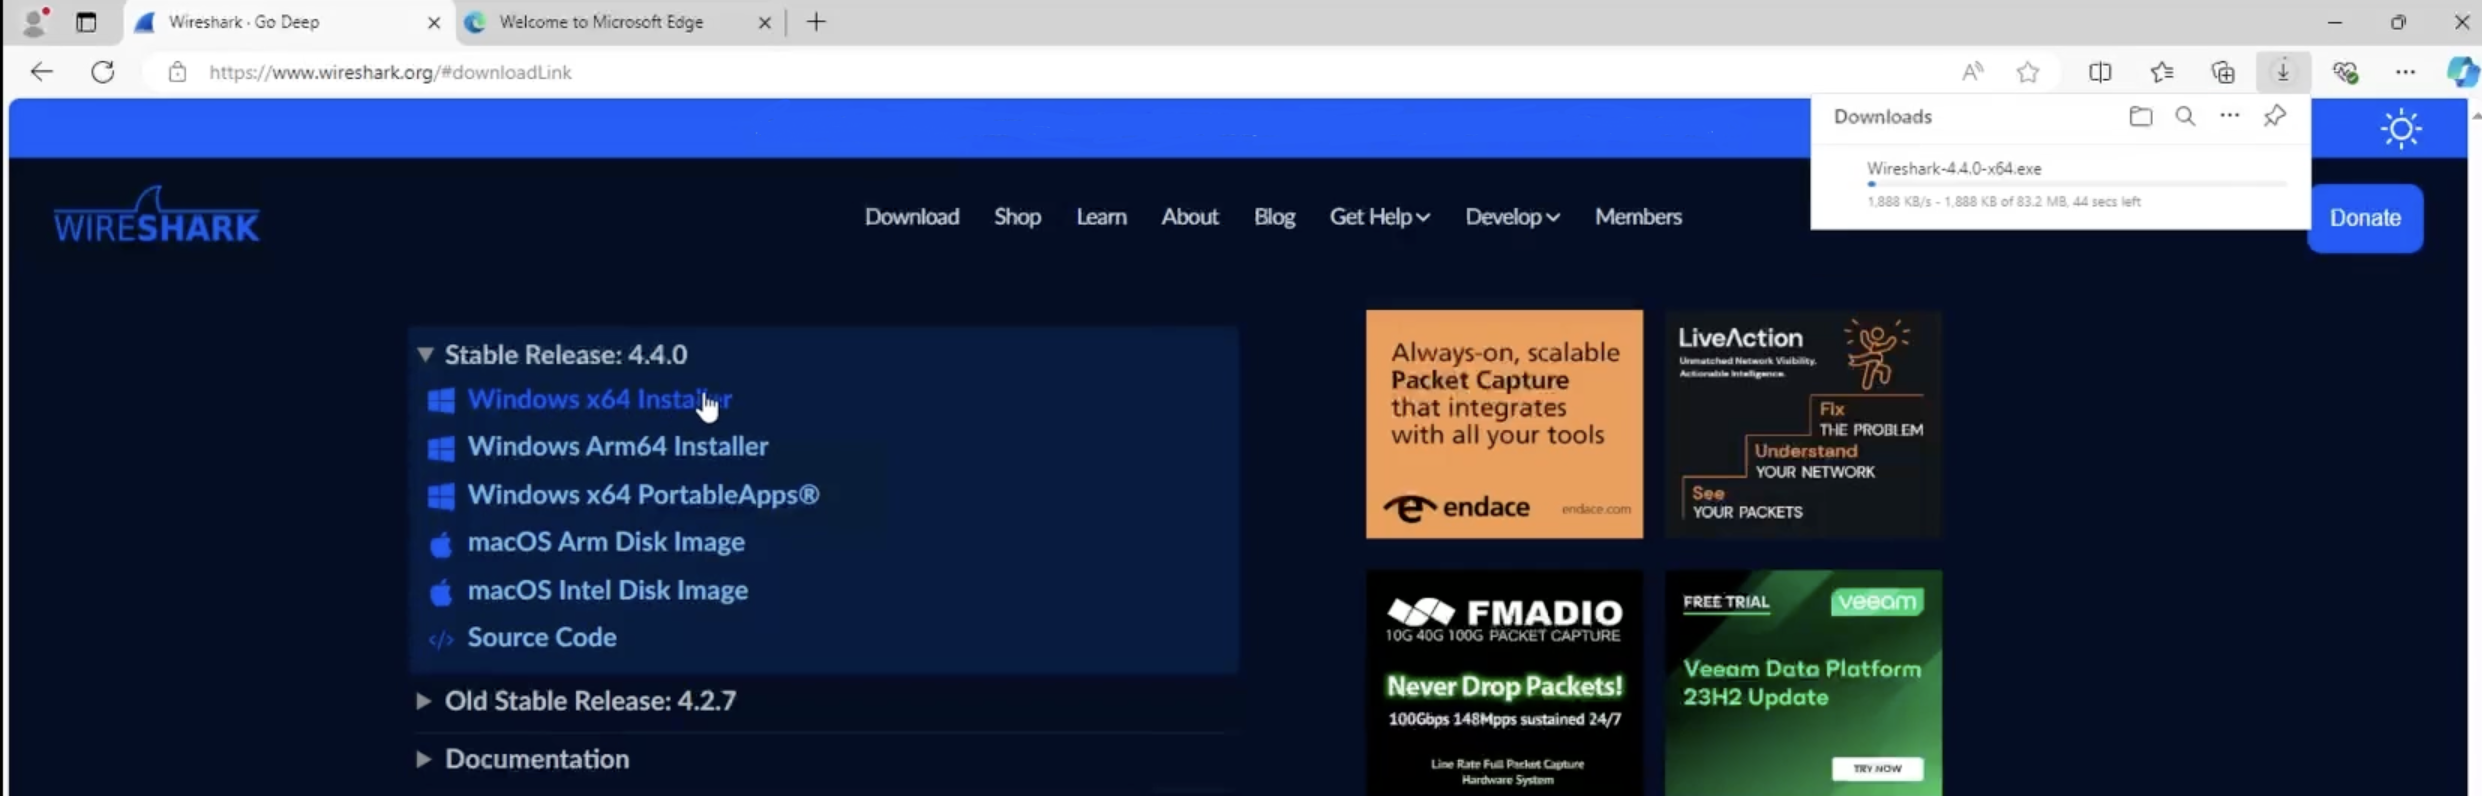 Wireshark · Go Deep
Welcome to Microsoft Edge
https://www.wireshark.org/#downloadLink
Downloads
Wireshark-4.4.0-x64.exe
1,888 KB/s - 1,888 KB of 83.2 MB, 44 secs left
WIRESHARK
Download
Shop
Learn
About
Blog
Get Help
Develop
Members
Donate
Stable Release: 4.4.0
Windows x64 Installer
Windows Arm64 Installer
Windows x64 PortableApps®
macOS Arm Disk Image
macOS Intel Disk Image
</> Source Code
Old Stable Release: 4.2.7
Documentation
Always-on, scalable
Packet Capture
that integrates
with all your tools
endace
endace.com
LiveAction
Unmatched Network Visibility.
Actionable Intelligence.
Fix
THE PROBLEM
Understand
YOUR NETWORK
See
YOUR PACKETS
FMADIO
10G 40G 100G PACKET CAPTURE
Never Drop Packets!
100Gbps 148Mpps sustained 24/7
Line Rate Full Packet Capture
Hardware System
FREE TRIAL
veeam
Veeam Data Platform
23H2 Update
TRY NOW